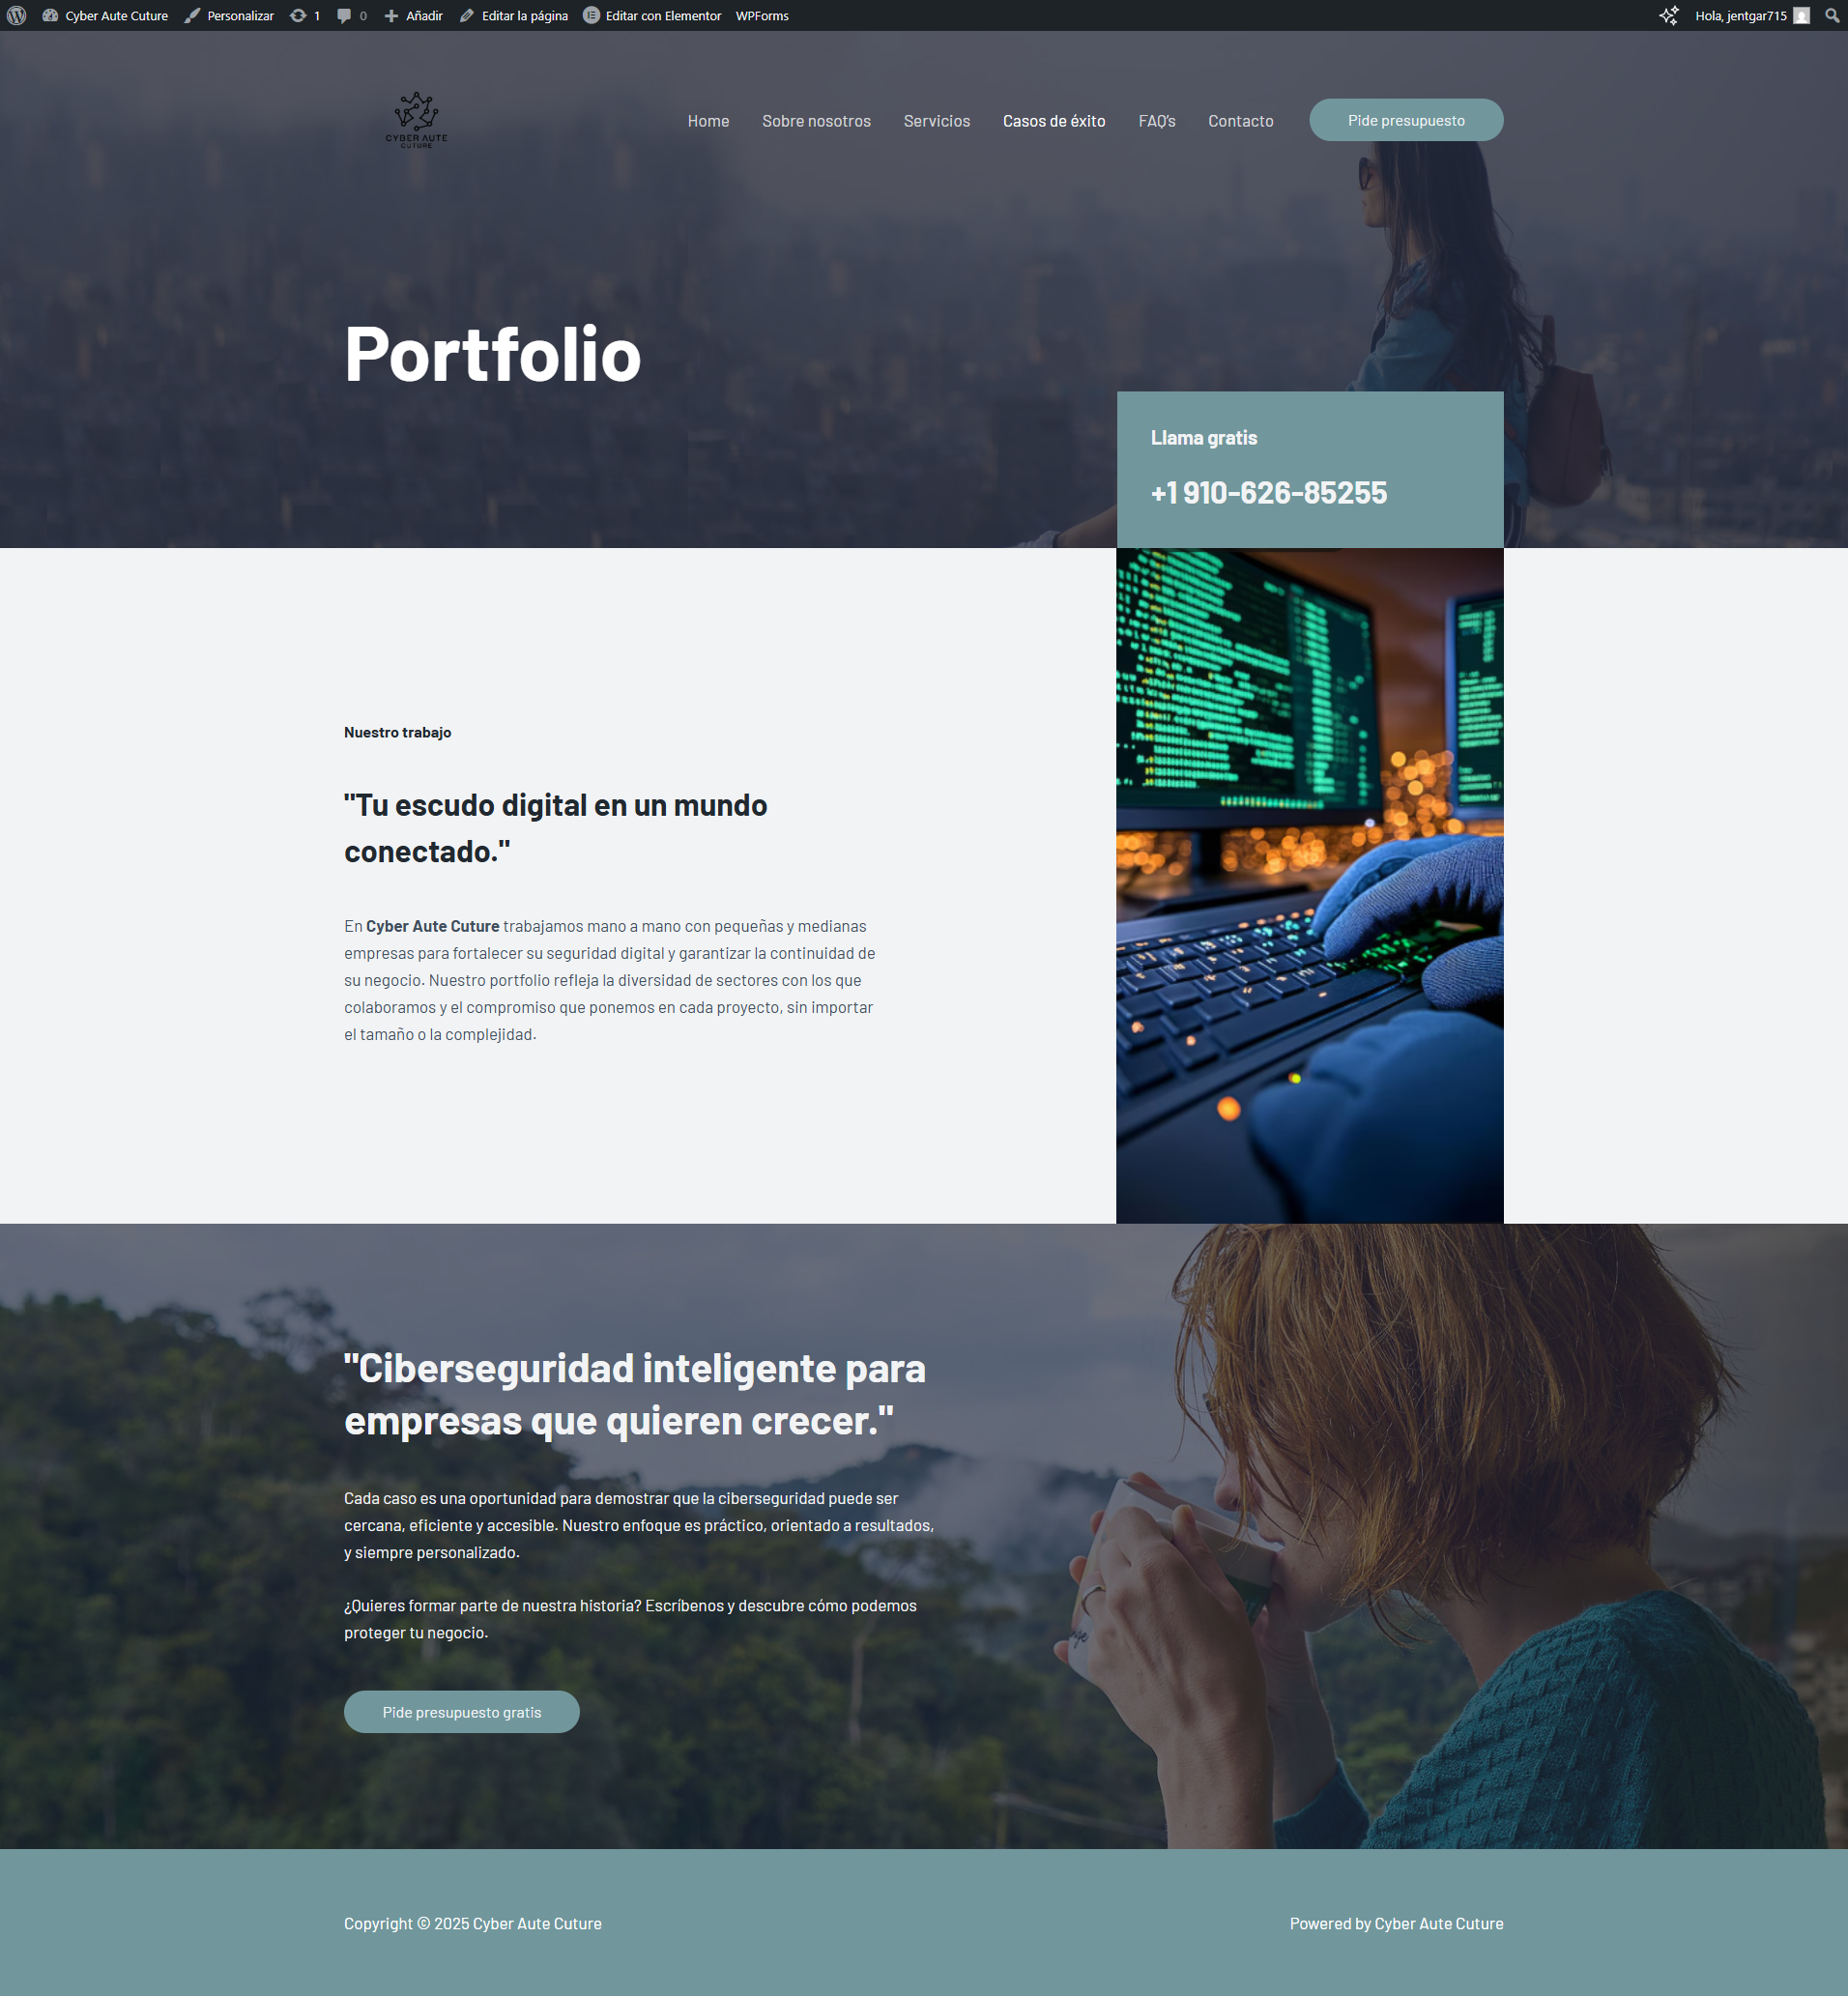 Cyber Aute Cuture Personalizar 1 0 Añadir Editar la página Editar con Elementor WPForms Hola, jentgar715
CYBER AUTE
CUTURE
Home Sobre nosotros Servicios Casos de éxito FAQ's Contacto Pide presupuesto
Portfolio
Llama gratis
+1 910-626-85255
Nuestro trabajo
"Tu escudo digital en un mundo
conectado."
En Cyber Aute Cuture trabajamos mano a mano con pequeñas y medianas
empresas para fortalecer su seguridad digital y garantizar la continuidad de
su negocio. Nuestro portfolio refleja la diversidad de sectores con los que
colaboramos y el compromiso que ponemos en cada proyecto, sin importar
el tamaño o la complejidad.
"Ciberseguridad inteligente para
empresas que quieren crecer."
Cada caso es una oportunidad para demostrar que la ciberseguridad puede ser
cercana, eficiente y accesible. Nuestro enfoque es práctico, orientado a resultados,
y siempre personalizado.
¿Quieres formar parte de nuestra historia? Escríbenos y descubre cómo podemos
proteger tu negocio.
Pide presupuesto gratis
Copyright © 2025 Cyber Aute Cuture
Powered by Cyber Aute Cuture